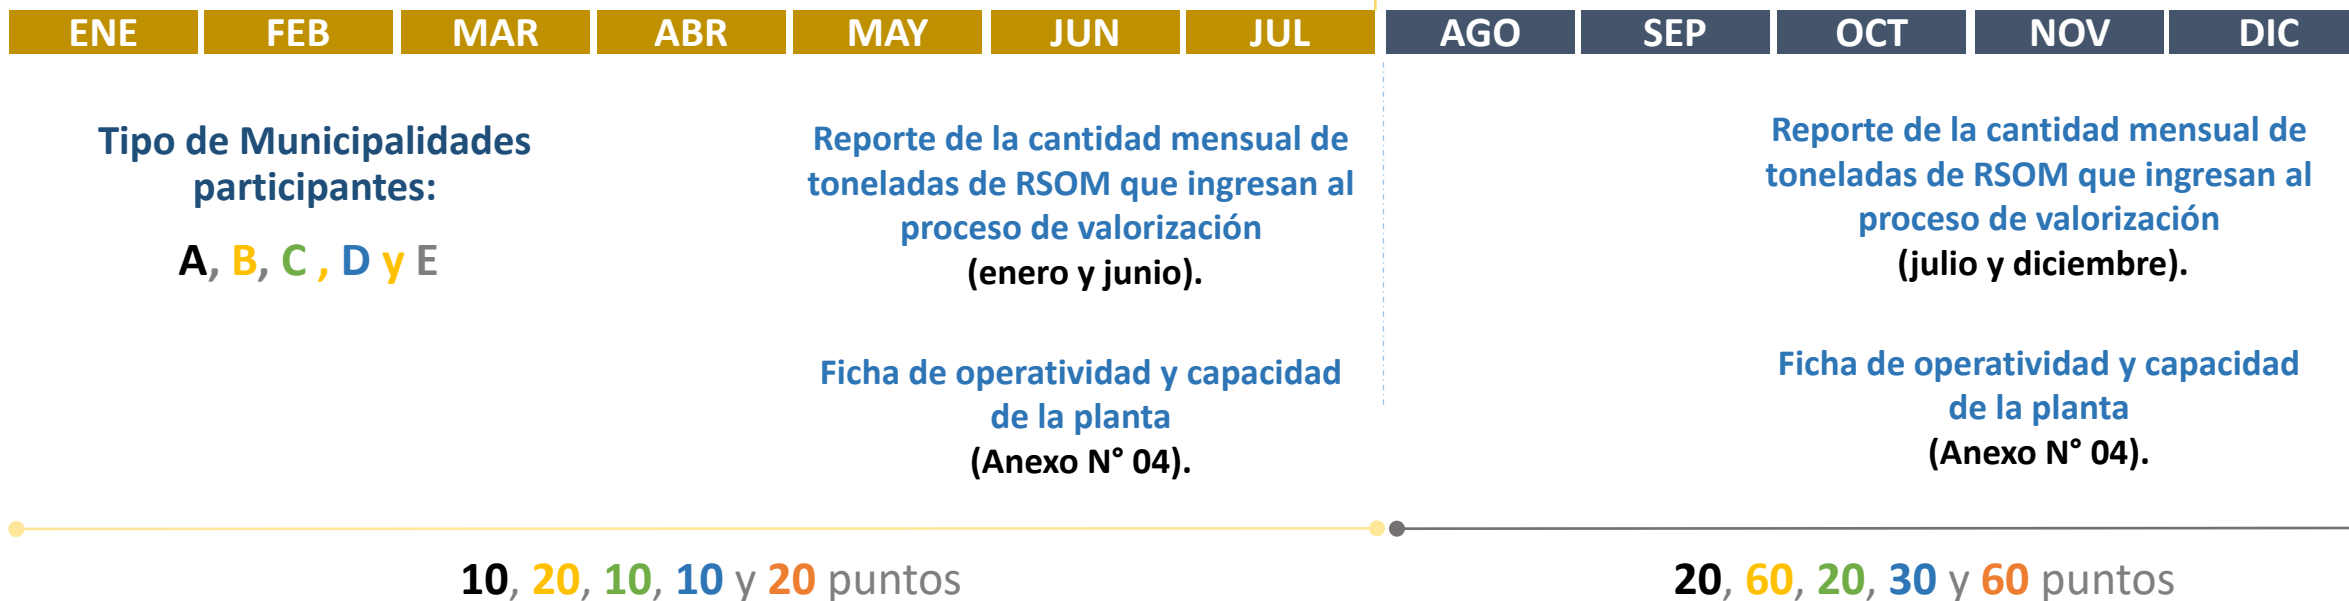 ENE FEB MAR ABR MAY JUN JUL AGO SEP OCT NOV DIC
Tipo de Municipalidades
participantes:
A, B, C , D y E
Reporte de la cantidad mensual de
toneladas de RSOM que ingresan al
proceso de valorización
(enero y junio).
Ficha de operatividad y capacidad
de la planta
(Anexo N° 04).
Reporte de la cantidad mensual de
toneladas de RSOM que ingresan al
proceso de valorización
(julio y diciembre).
Ficha de operatividad y capacidad
de la planta
(Anexo N° 04).
10, 20, 10, 10 y 20 puntos
20, 60, 20, 30 y 60 puntos